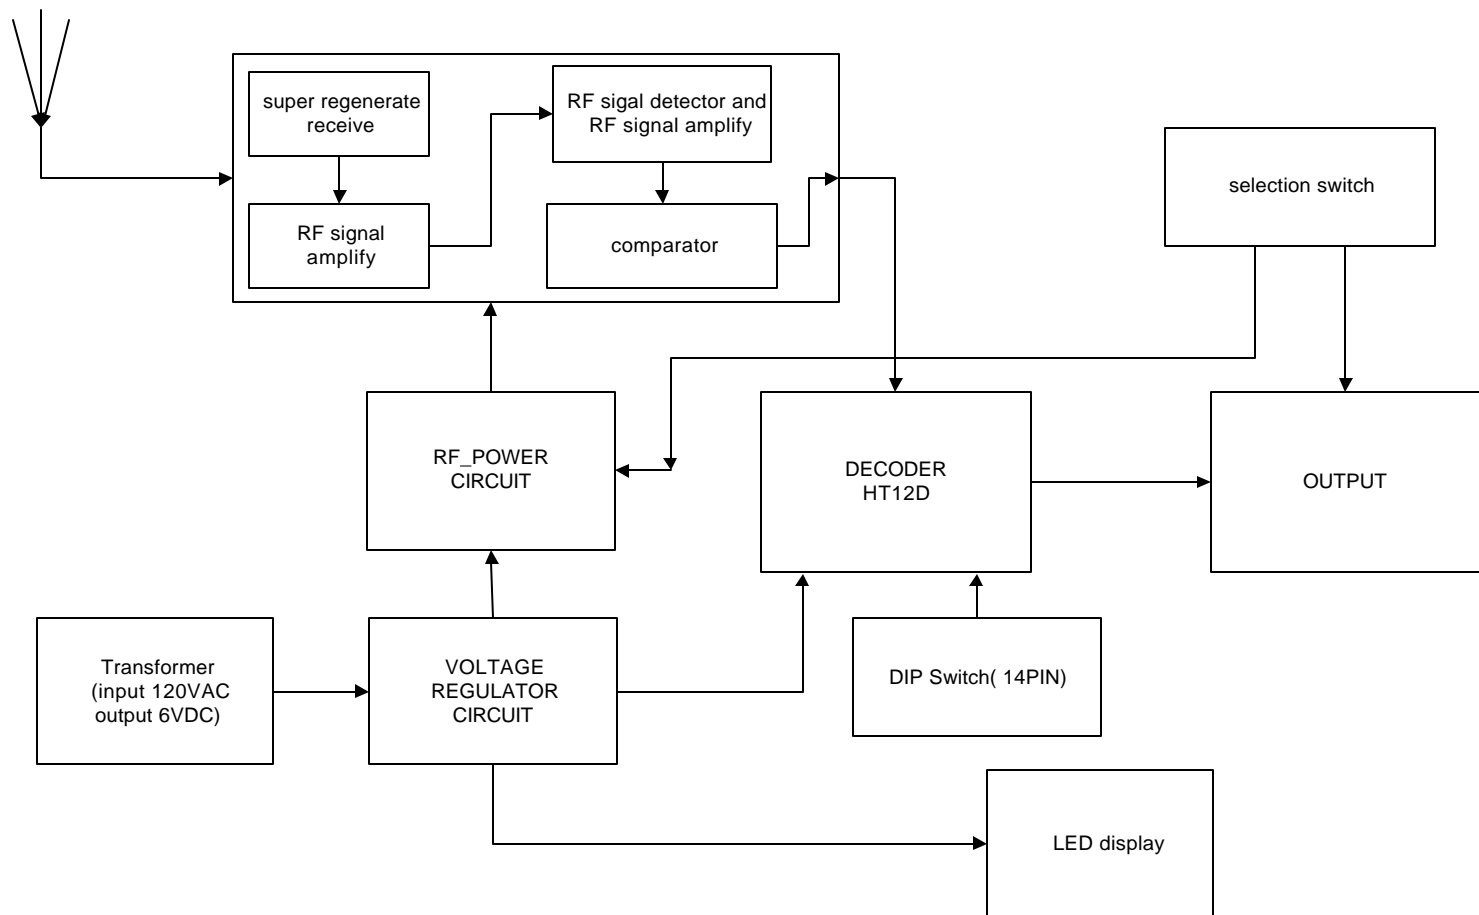 super regenerate
receive
RF sigal detector and
RF signal amplify
RF signal
amplify
comparator
selection switch
RF_POWER
CIRCUIT
DECODER
HT12D
OUTPUT
Transformer
(input 120VAC
output 6VDC)
VOLTAGE
REGULATOR
CIRCUIT
DIP Switch( 14PIN)
LED display